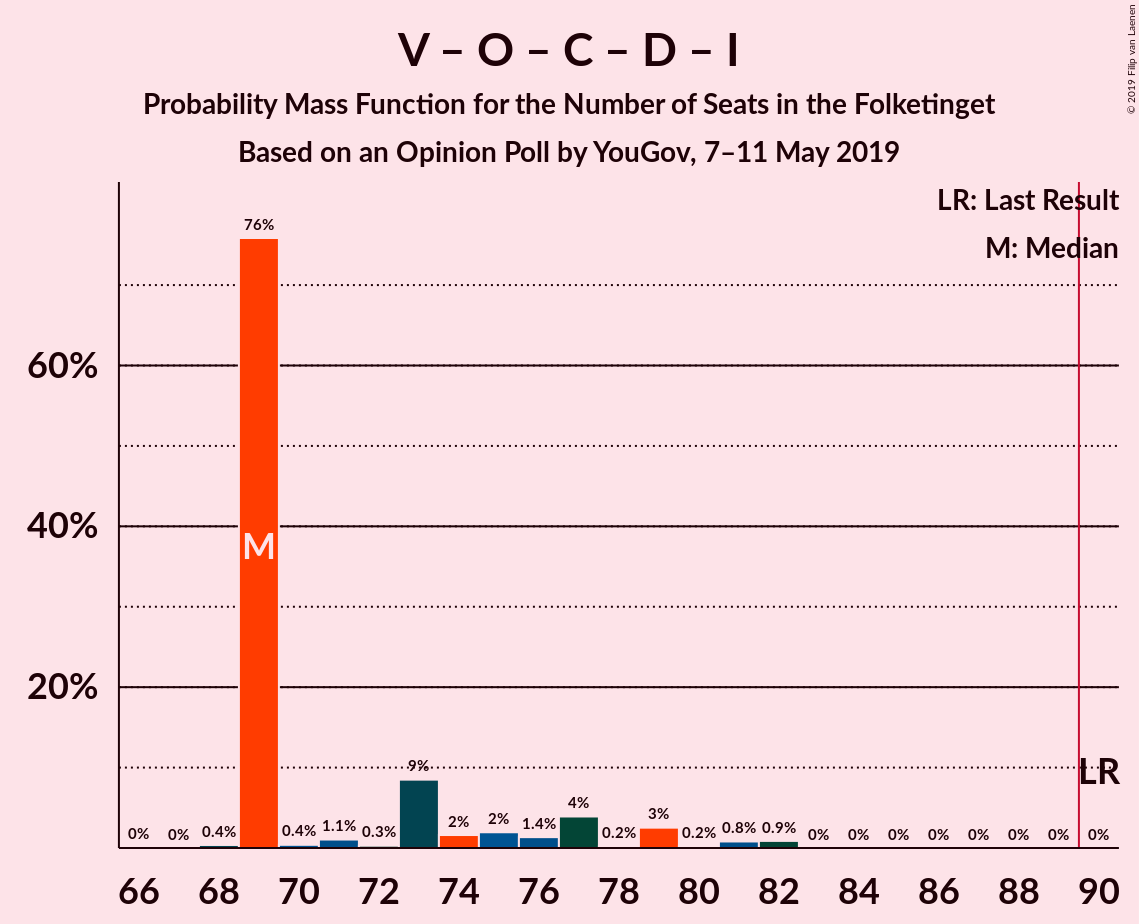 V – O – C – D – I
Probability Mass Function for the Number of Seats in the Folketinget
Based on an Opinion Poll by YouGov, 7–11 May 2019
© 2019 Filip van Laenen
LR: Last Result
M: Median
76%
60%
40%
M
20%
9%
LR
0% 0% 0.4% 0.4% 1.1% 0.3% 2% 2% 1.4% 4% 0.2% 3% 0.2% 0.8% 0.9% 0% 0% 0% 0% 0% 0% 0% 0%
66 68 70 72 74 76 78 80 82 84 86 88 90